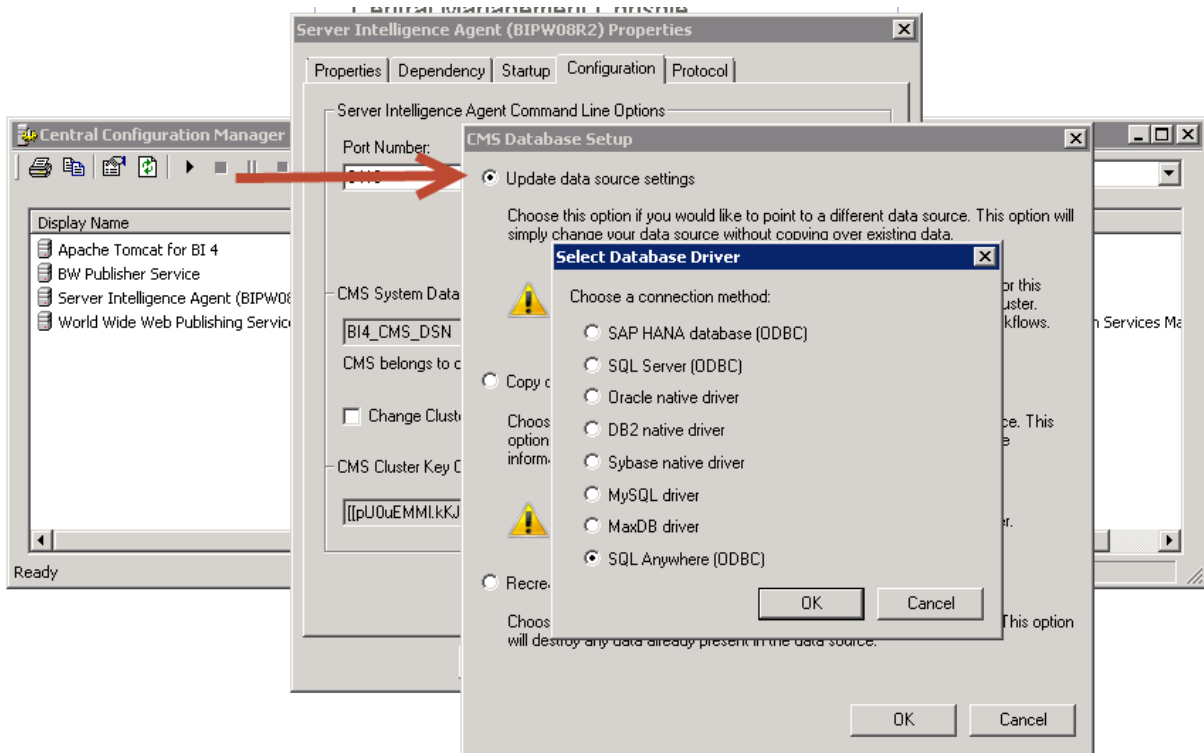 Central Management Console
Server Intelligence Agent (BIPW08R2) Properties
Properties
Dependency
Startup
Configuration
Protocol
Server Intelligence Agent Command Line Options
Port Number:
CMS System Data
BI4_CMS_DSN
CMS belongs to c
Change Clust
CMS Cluster Key C
Central Configuration Manager
Display Name
Apache Tomcat for BI 4
BW Publisher Service
Server Intelligence Agent (BIPW08
World Wide Web Publishing Servic
n Services Ma
Ready
CMS Database Setup
Update data source settings
Choose this option if you would like to point to a different data source. This option will
simply change your data source without copying over existing data.
or this
uster.
kflows.
Copy
Choos
ce. This
option
inform
er.
Recre
Choos
This option
will destroy any data already present in the data source.
OK
Cancel
Select Database Driver
Choose a connection method:
SAP HANA database (ODBC)
SQL Server (ODBC)
Oracle native driver
DB2 native driver
Sybase native driver
MySQL driver
MaxDB driver
SQL Anywhere (ODBC)
OK
Cancel